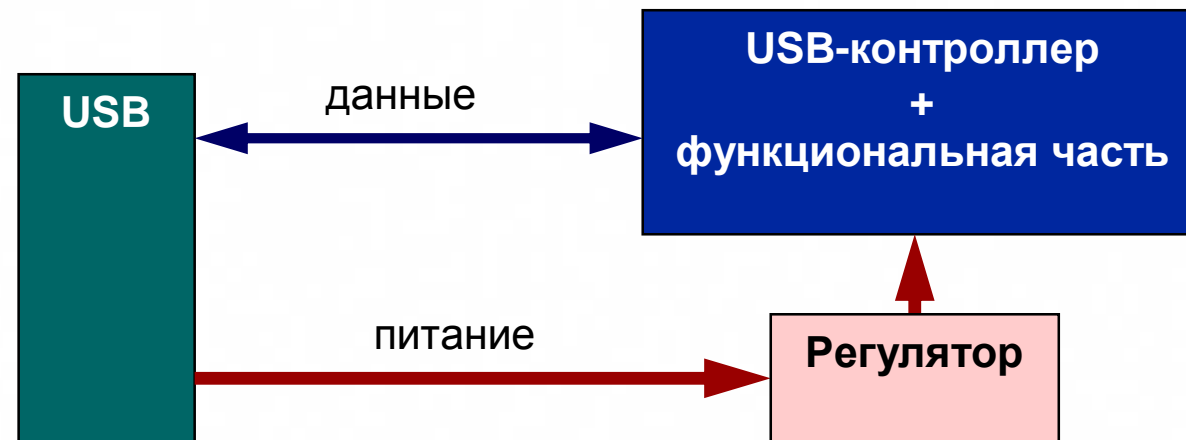 USB
данные
USB-контроллер
+
функциональная часть
питание
Регулятор